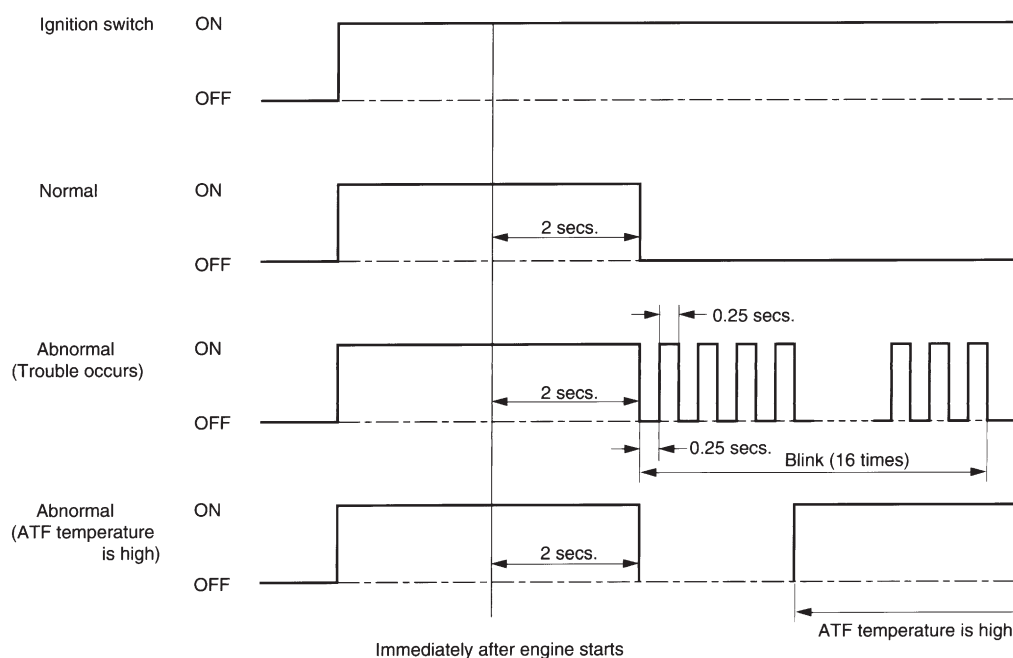 Ignition switch ON
OFF
Normal ON
2 secs.
OFF
0.25 secs.
Abnormal ON
(Trouble occurs)
2 secs.
OFF
0.25 secs.
Blink (16 times)
Abnormal ON
(ATF temperature
is high)
2 secs.
OFF
ATF temperature is high
Immediately after engine starts